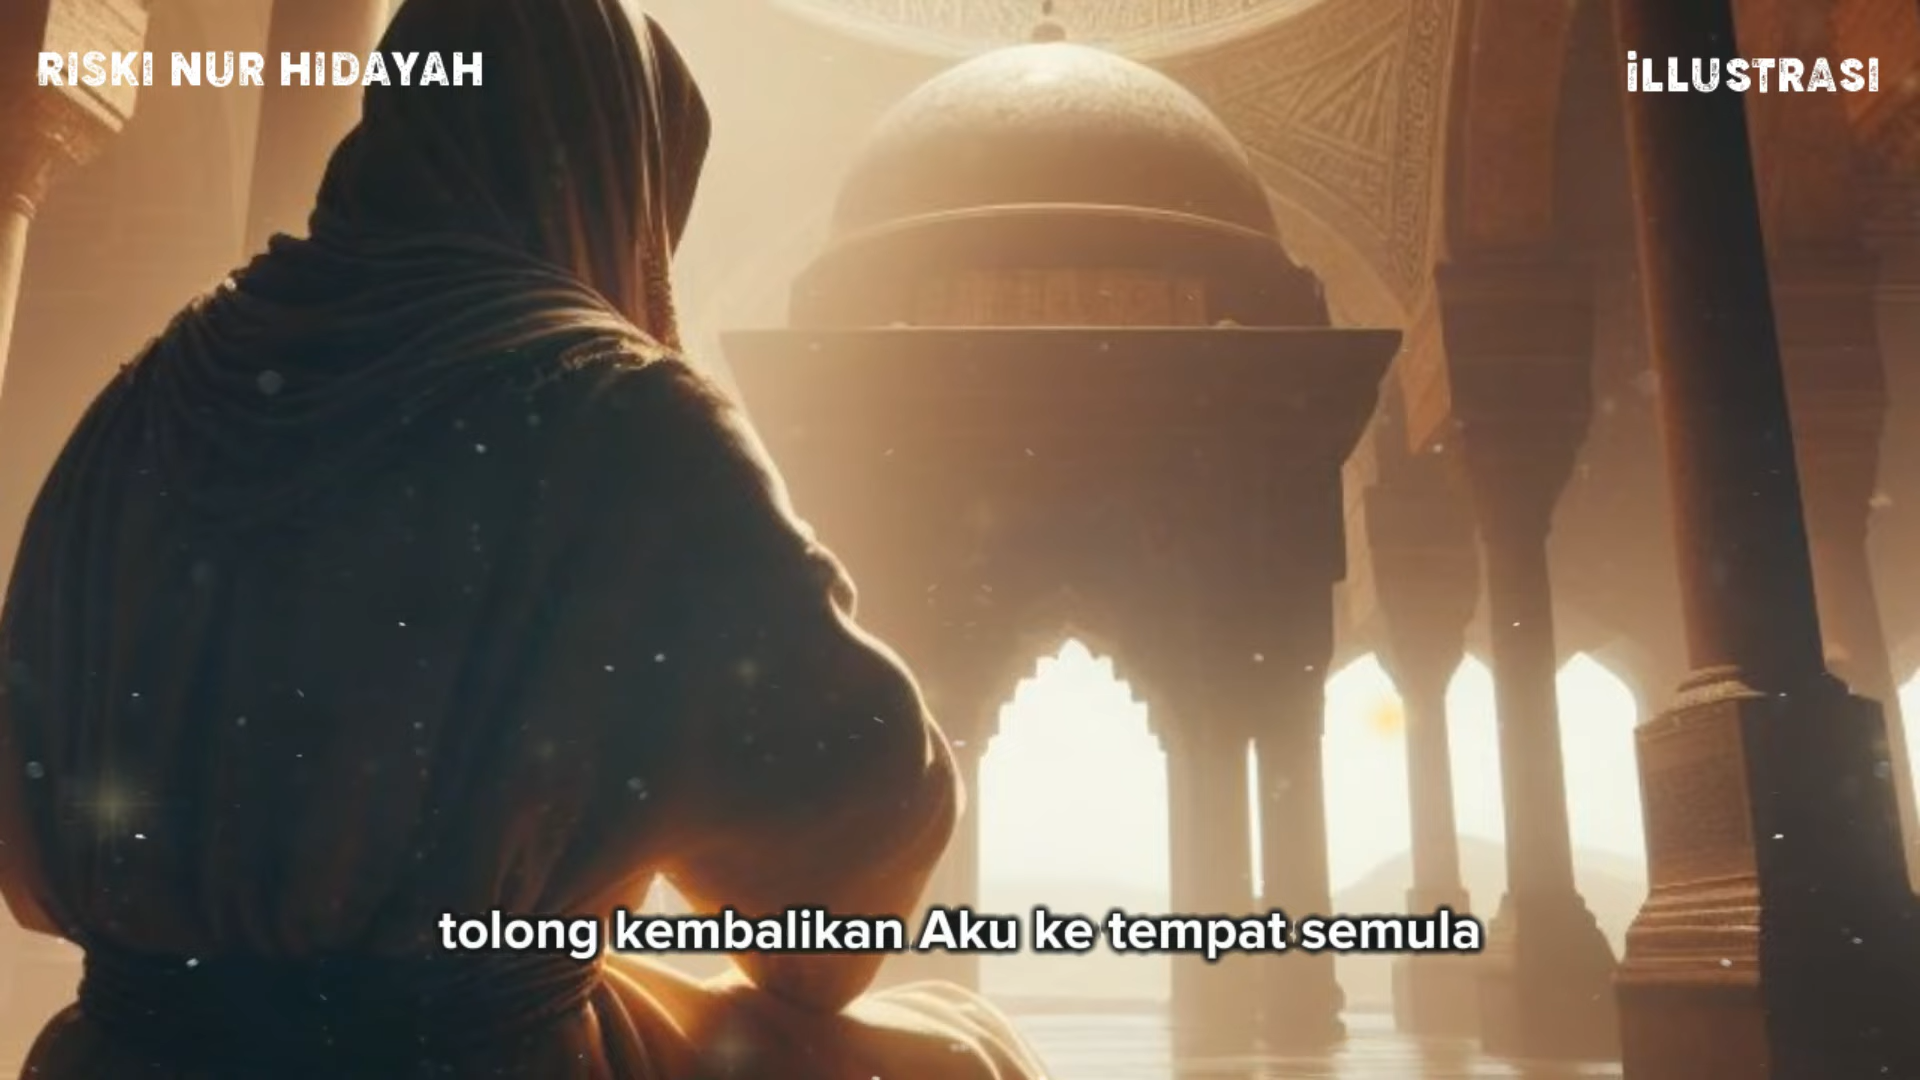 RISKI NUR HIDAYAH
iLLUSTRASI
tolong kembalikan Aku ke tempat semula